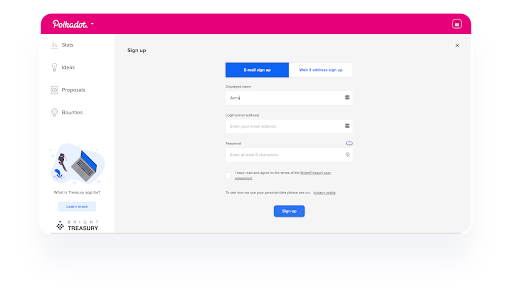 Polkadot.
Stats
Ideas
Proposals
Bounties
What is Treasury app for?
Learn more
BRIGHT
TREASURY
Sign up
E-mail sign up
Web 3 address sign up
Displayed name
Login (email address)
Enter your email address
Password
Enter at least 8 characters
I have read and agree to the terms of the BrightTreasury user
agreement
To see how we use your personal data please see our privacy notice
Sign up